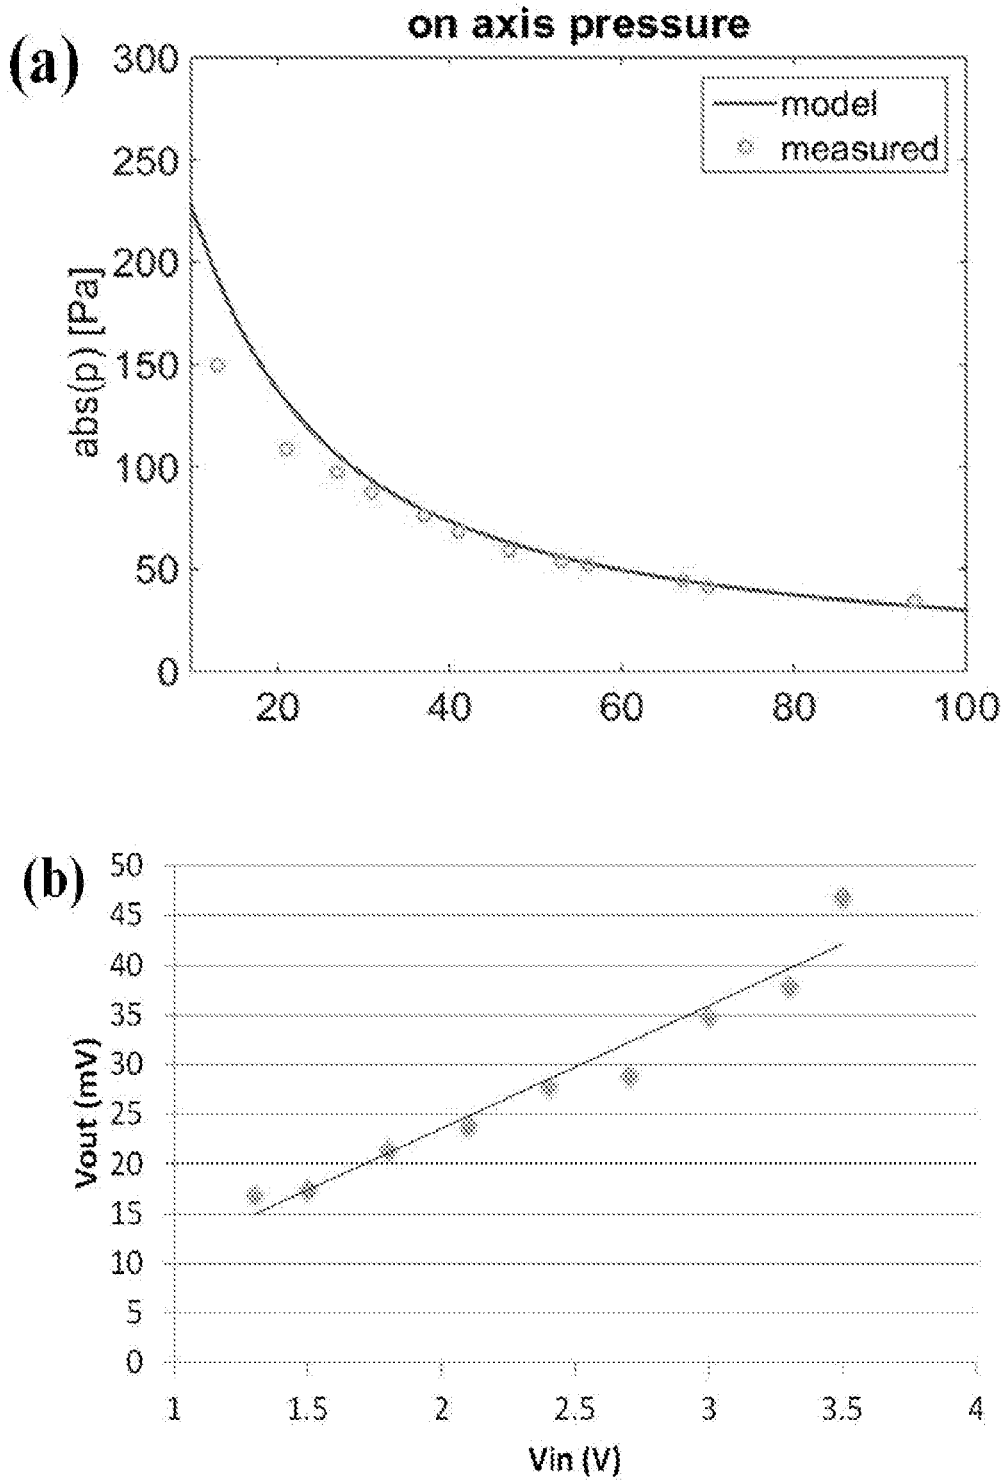 on axis pressure
(a)
300
250
200
150
100
50
0
abs(p) [Pa]
model
measured
20 40 60 80 100
(b)
50
45
40
35
30
25
20
15
10
5
0
Vout (mV)
1 1.5 2 2.5 3 3.5 4
Vin (V)